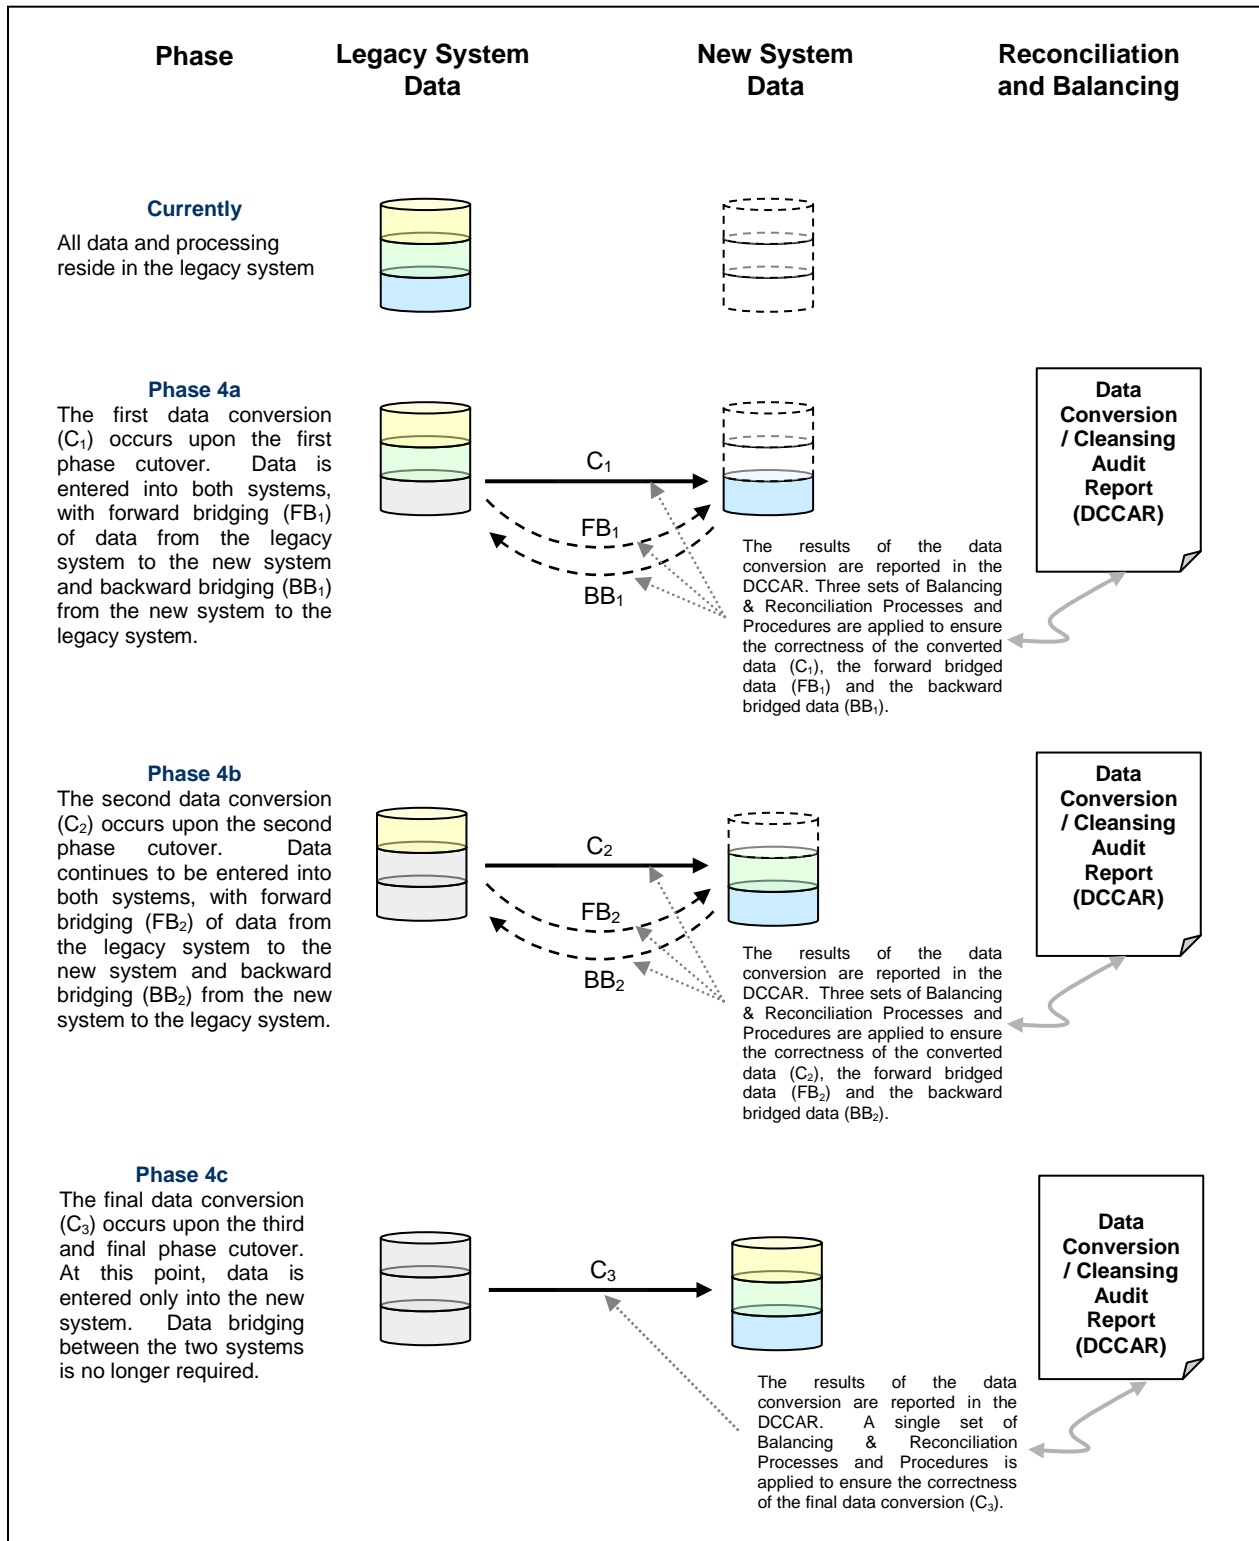 Phase
Legacy System
Data
New System
Data
Reconciliation
and Balancing
Currently
All data and processing
reside in the legacy system
Phase 4a
The first data conversion
(C₁) occurs upon the first
phase cutover. Data is
entered into both systems,
with forward bridging (FB₁)
of data from the legacy
system to the new system
and backward bridging (BB₁)
from the new system to the
legacy system.
C₁
FB₁
BB₁
The results of the data
conversion are reported in the
DCCAR. Three sets of Balancing
& Reconciliation Processes and
Procedures are applied to ensure
the correctness of the converted
data (C₁), the forward bridged
data (FB₁) and the backward
bridged data (BB₁).
Data
Conversion
/ Cleansing
Audit
Report
(DCCAR)
Phase 4b
The second data conversion
(C₂) occurs upon the second
phase cutover. Data
continues to be entered into
both systems, with forward
bridging (FB₂) of data from
the legacy system to the
new system and backward
bridging (BB₂) from the new
system to the legacy system.
C₂
FB₂
BB₂
The results of the data
conversion are reported in the
DCCAR. Three sets of Balancing
& Reconciliation Processes and
Procedures are applied to ensure
the correctness of the converted
data (C₂), the forward bridged
data (FB₂) and the backward
bridged data (BB₂).
Data
Conversion
/ Cleansing
Audit
Report
(DCCAR)
Phase 4c
The final data conversion
(C₃) occurs upon the third
and final phase cutover.
At this point, data is
entered only into the new
system. Data bridging
between the two systems
is no longer required.
C₃
The results of the data
conversion are reported in the
DCCAR. A single set of
Balancing & Reconciliation
Processes and Procedures is
applied to ensure the correctness
of the final data conversion (C₃).
Data
Conversion
/ Cleansing
Audit
Report
(DCCAR)